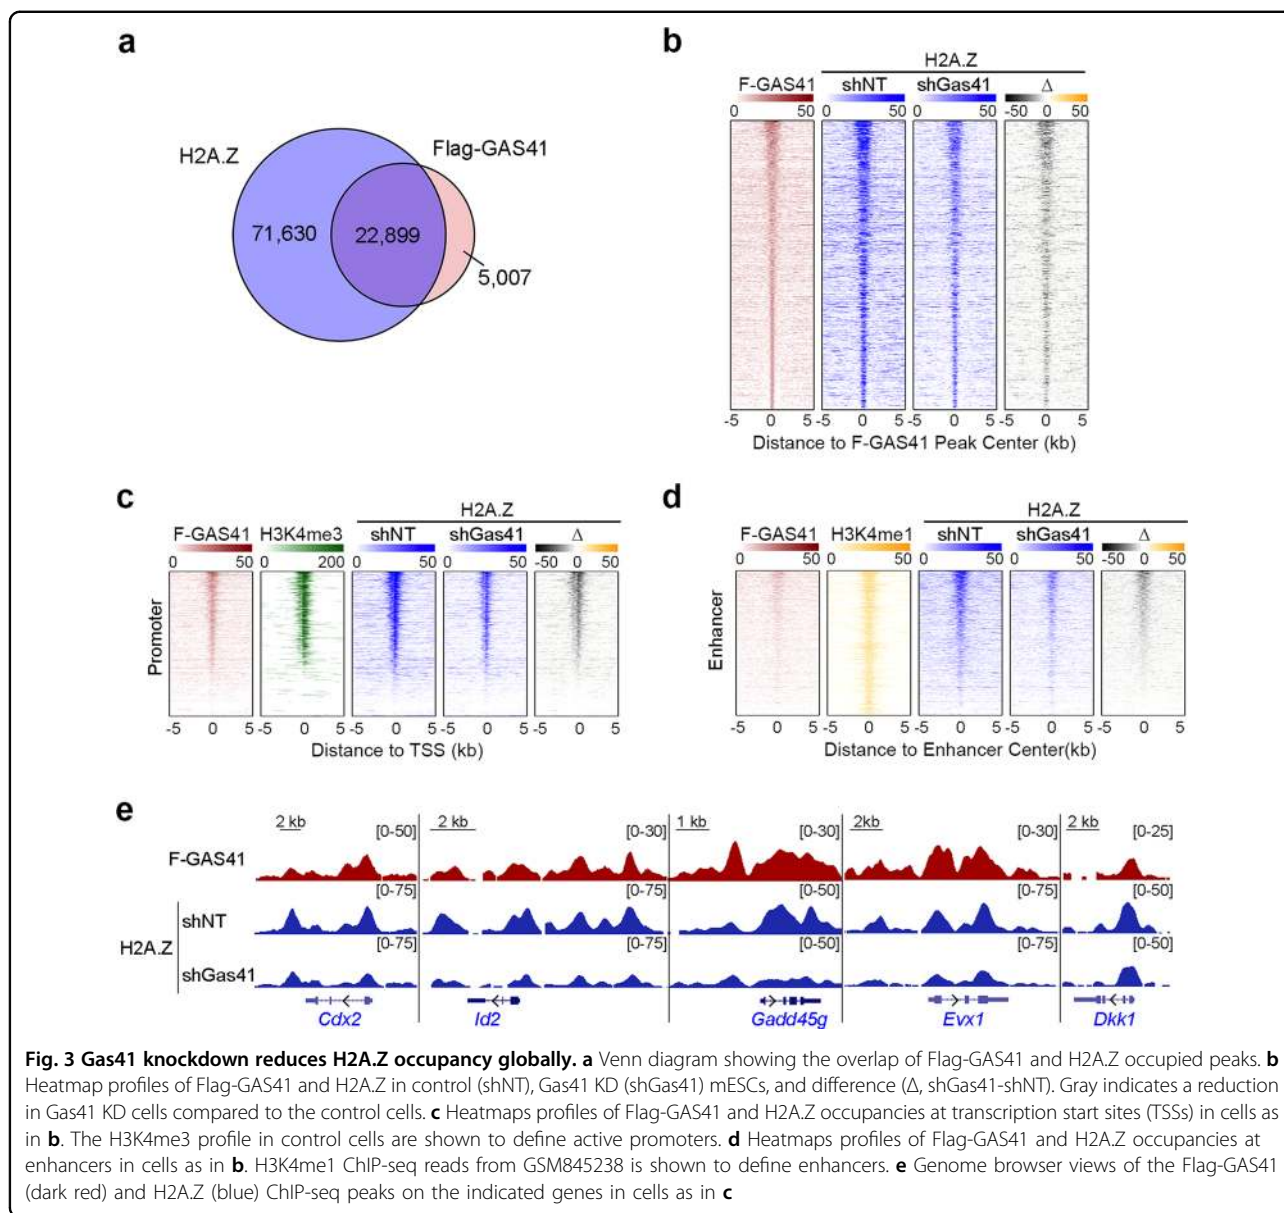 a
H2A.Z
Flag-GAS41
71,630
22,899
5,007
b
H2A.Z
F-GAS41 shNT shGas41 Δ
0 50 0 50 0 50 -50 0 50
-5 0 5 -5 0 5 -5 0 5 -5 0 5
Distance to F-GAS41 Peak Center (kb)
c
H2A.Z
F-GAS41 H3K4me3 shNT shGas41 Δ
0 50 0 200 0 50 0 50 -50 0 50
Promoter
-5 0 5 -5 0 5 -5 0 5 -5 0 5 -5 0 5
Distance to TSS (kb)
d
H2A.Z
F-GAS41 H3K4me1 shNT shGas41 Δ
0 50 0 50 0 50 0 50 -50 0 50
Enhancer
-5 0 5 -5 0 5 -5 0 5 -5 0 5 -5 0 5
Distance to Enhancer Center(kb)
e
2 kb 2 kb 1 kb 2kb 2 kb
[0-50] [0-30] [0-30] [0-30] [0-25]
F-GAS41
[0-75] [0-75] [0-50] [0-75] [0-50]
shNT
H2A.Z
[0-75] [0-75] [0-50] [0-75] [0-50]
shGas41
Cdx2 Id2 Gadd45g Evx1 Dkk1
Fig. 3 Gas41 knockdown reduces H2A.Z occupancy globally. a Venn diagram showing the overlap of Flag-GAS41 and H2A.Z occupied peaks. b
Heatmap profiles of Flag-GAS41 and H2A.Z in control (shNT), Gas41 KD (shGas41) mESCs, and difference (Δ, shGas41-shNT). Gray indicates a reduction
in Gas41 KD cells compared to the control cells. c Heatmaps profiles of Flag-GAS41 and H2A.Z occupancies at transcription start sites (TSSs) in cells as
in b. The H3K4me3 profile in control cells are shown to define active promoters. d Heatmaps profiles of Flag-GAS41 and H2A.Z occupancies at
enhancers in cells as in b. H3K4me1 ChIP-seq reads from GSM845238 is shown to define enhancers. e Genome browser views of the Flag-GAS41
(dark red) and H2A.Z (blue) ChIP-seq peaks on the indicated genes in cells as in c